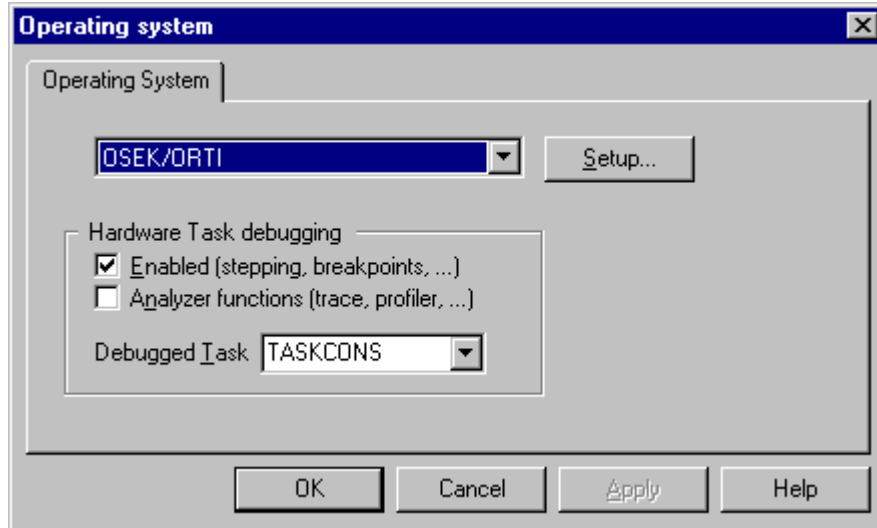 Operating system
Operating System
OSEK/ORTI
Setup...
Hardware Task debugging
Enabled (stepping, breakpoints, ...)
Analyzer functions (trace, profiler, ...)
Debugged Task TASKCONS
OK Cancel Apply Help